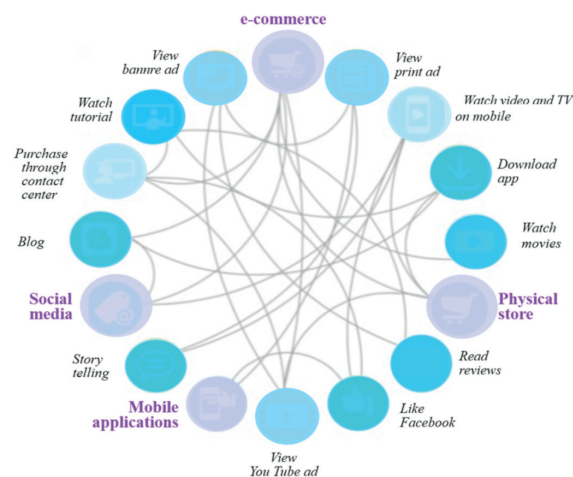 e-commerce
View
bannre ad
View
print ad
Watch
tutorial
Watch video and TV
on mobile
Purchase
through
contact
center
Download
app
Blog
Watch
movies
Social
media
Physical
store
Story
telling
Read
reviews
Mobile
applications
Like
Facebook
View
You Tube ad